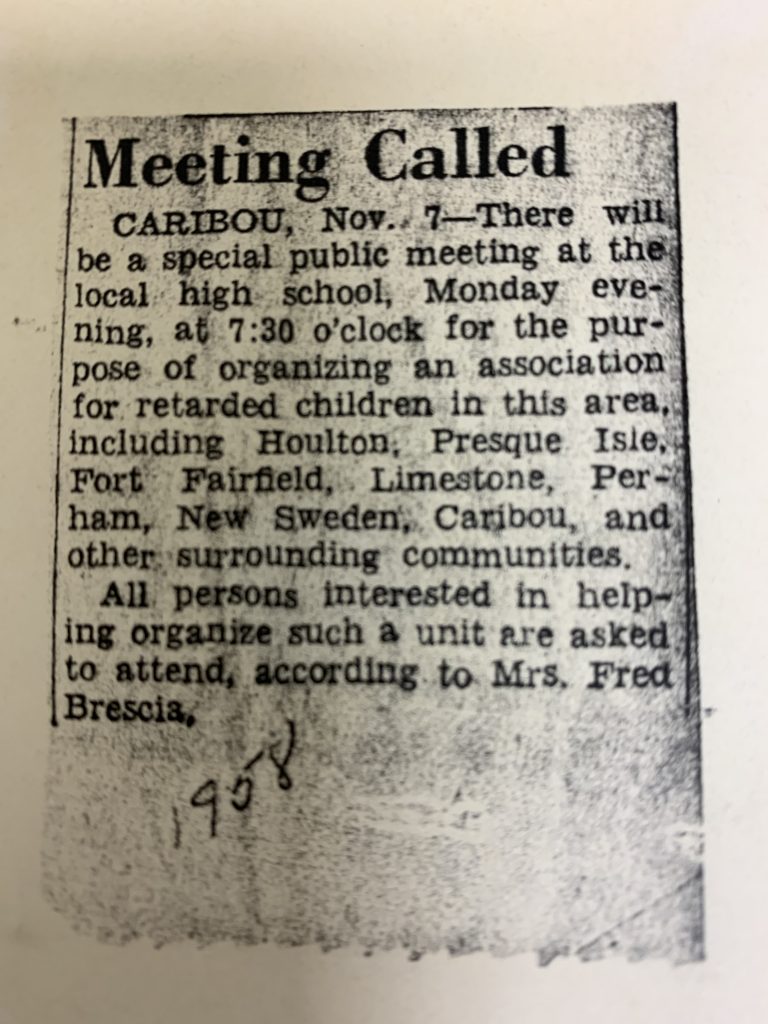 Meeting Called
CARIBOU, Nov. 7—There will
be a special public meeting at the
local high school, Monday eve-
ning, at 7:30 o'clock for the pur-
pose of organizing an association
for retarded children in this area,
including Houlton, Presque Isle,
Fort Fairfield, Limestone, Per-
ham, New Sweden, Caribou, and
other surrounding communities.
All persons interested in help-
ing organize such a unit are asked
to attend, according to Mrs. Fred
Brescia.
1958